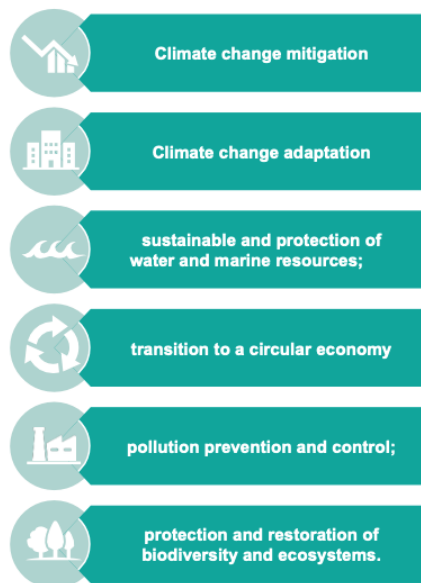 Climate change mitigation
Climate change adaptation
sustainable and protection of
water and marine resources;
transition to a circular economy
pollution prevention and control;
protection and restoration of
biodiversity and ecosystems.